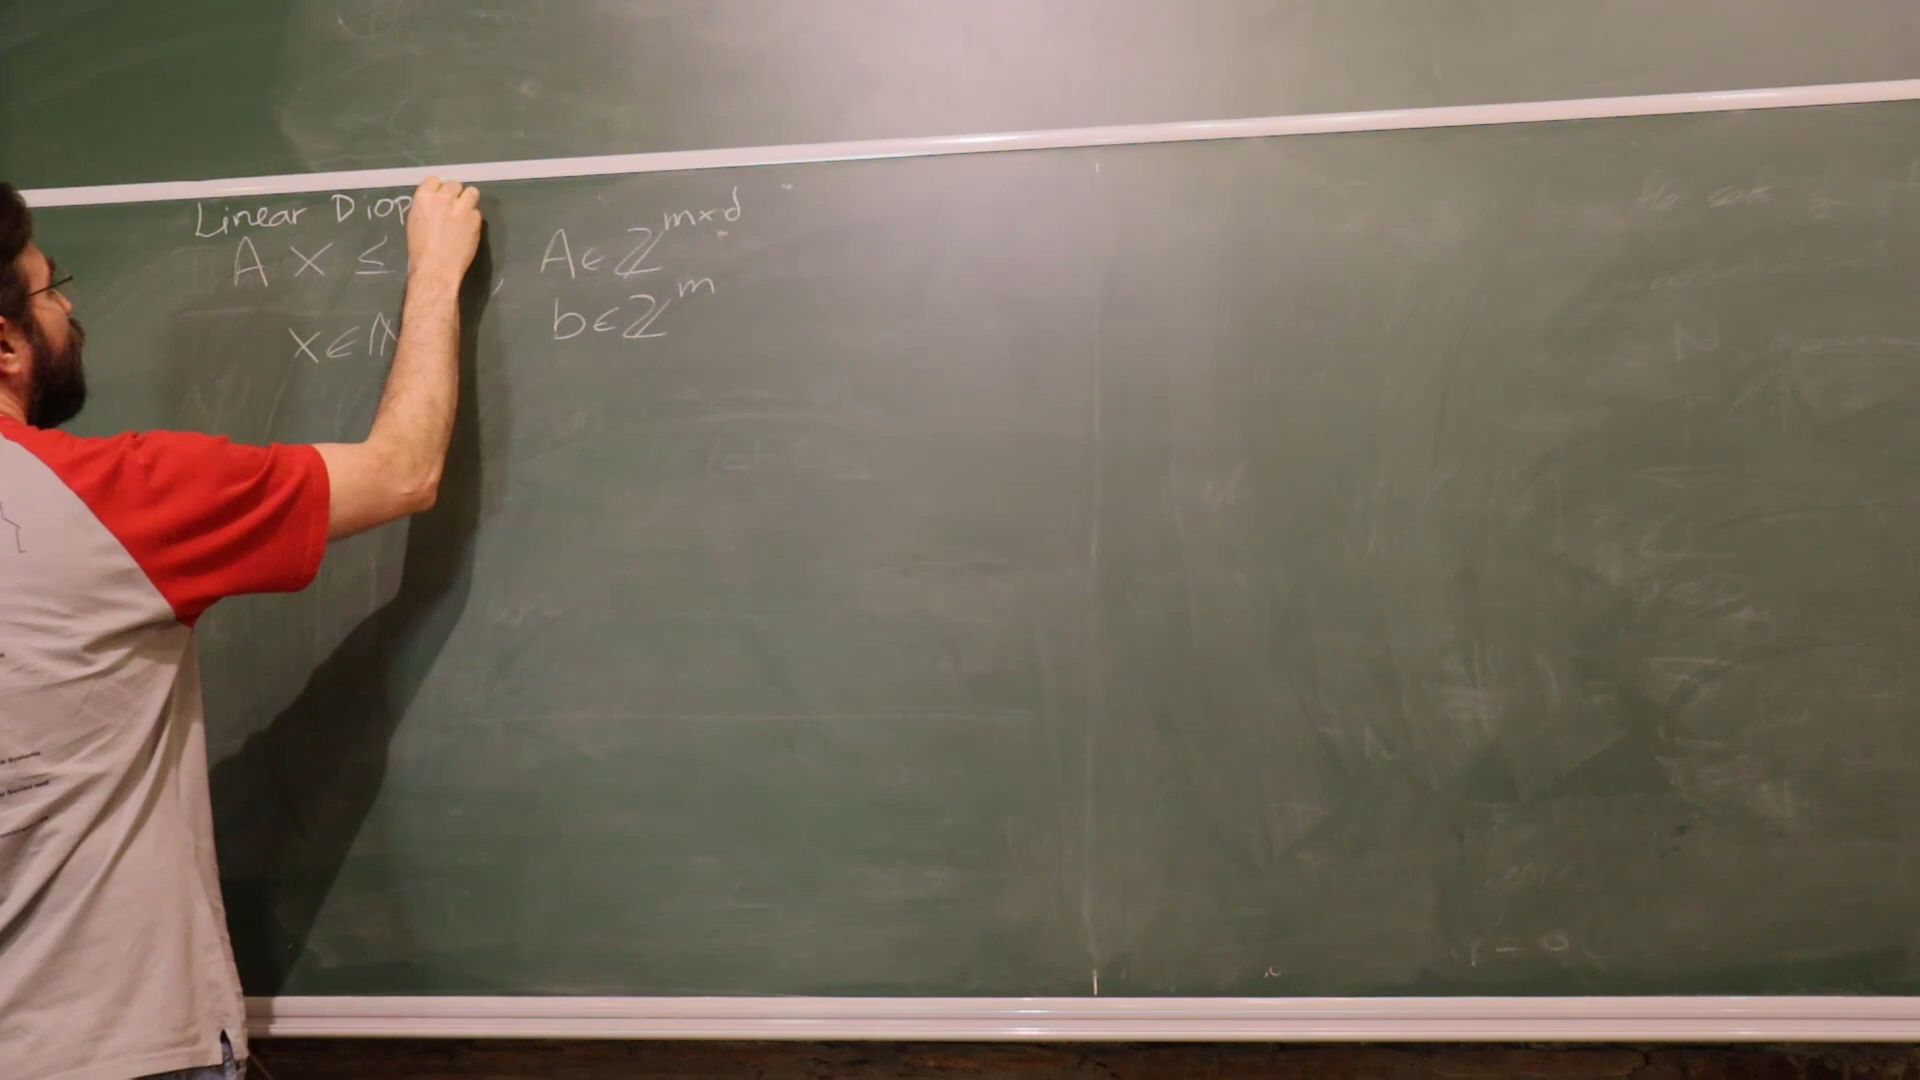 Linear Diop
A x ≤ , A ∈ ℤ^{m×d}
x ∈ ℕ b ∈ ℤ^m